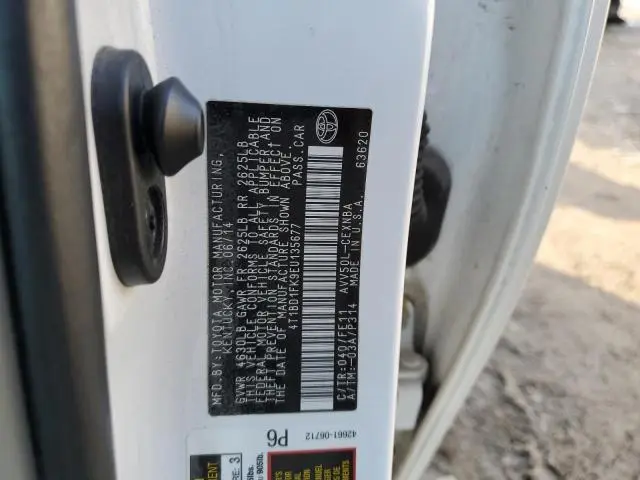 MFD.BY:TOYOTA MOTOR MANUFACTURING,
KENTUCKY, INC. 06/14
GVWR 4630LB GAWR FR 2625LB RR 2625LB
THIS VEHICLE CONFORMS TO ALL APPLICABLE
FEDERAL MOTOR VEHICLE SAFETY, BUMPER, AND
THEFT PREVENTION STANDARDS IN EFFECT ON
THE DATE OF MANUFACTURE SHOWN ABOVE.
4T1BD1FK9EU135677 PASS.CAR
C/TR:040/FE11 AVV50L-CEXNBA 63620
A/TM:-03A/P314 MADE IN U.S.A.
42661-06712
P6
3